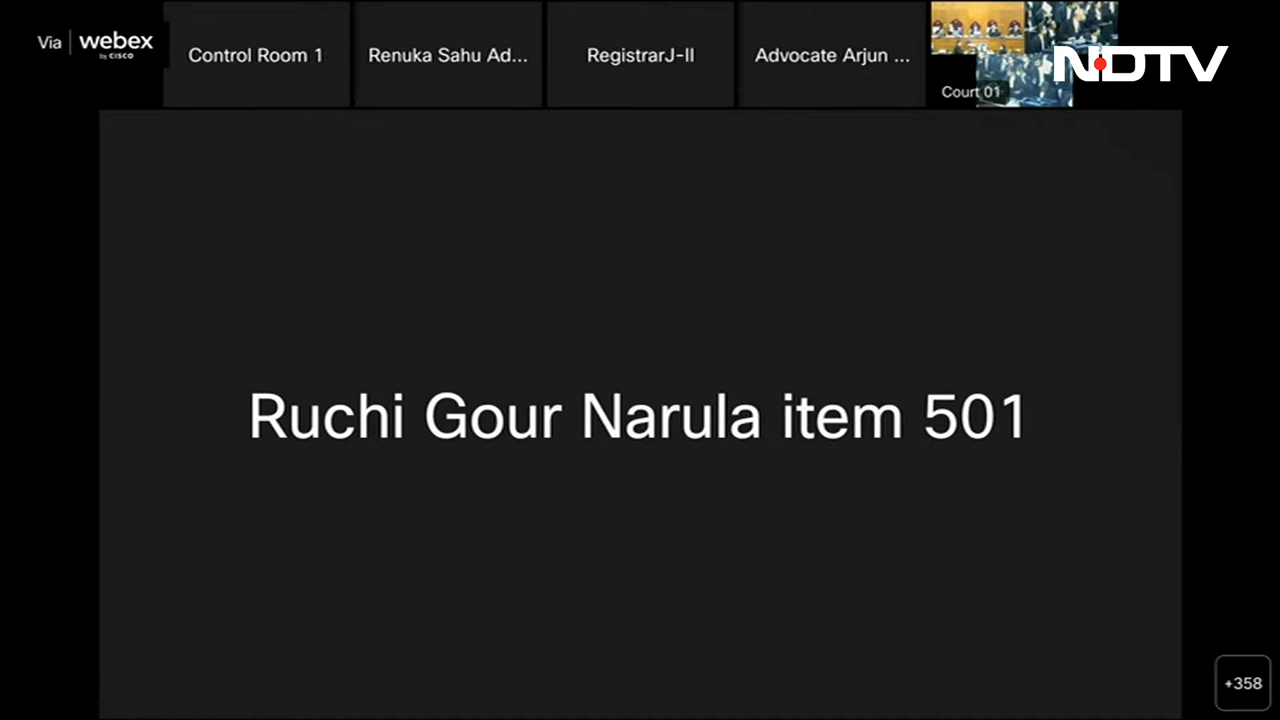 Via webex
by CISCO
Control Room 1
Renuka Sahu Ad...
RegistrarJ-II
Advocate Arjun ...
Court 01
NDTV
Ruchi Gour Narula item 501
+358